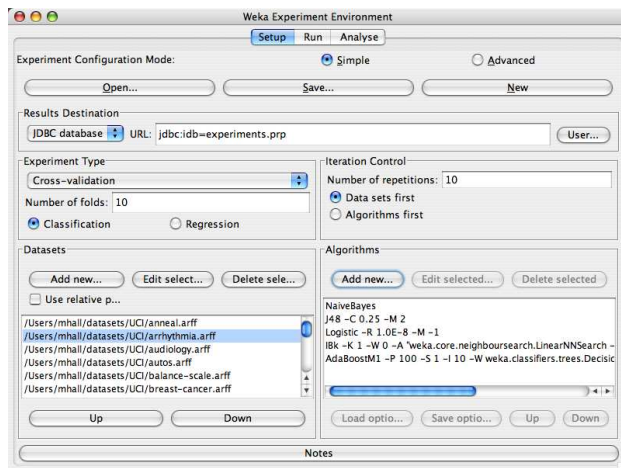 Weka Experiment Environment
Setup Run Analyse
Experiment Configuration Mode: Simple Advanced
Open... Save... New
Results Destination
JDBC database URL: jdbc:idb=experiments.prp User...
Experiment Type
Cross-validation
Number of folds: 10
Classification Regression
Iteration Control
Number of repetitions: 10
Data sets first
Algorithms first
Datasets
Add new... Edit select... Delete sele...
Use relative p...
/Users/mhall/datasets/UCI/anneal.arff
/Users/mhall/datasets/UCI/arrhythmia.arff
/Users/mhall/datasets/UCI/audiology.arff
/Users/mhall/datasets/UCI/autos.arff
/Users/mhall/datasets/UCI/balance-scale.arff
/Users/mhall/datasets/UCI/breast-cancer.arff
Up Down
Algorithms
Add new... Edit selected... Delete selected
NaiveBayes
J48 -C 0.25 -M 2
Logistic -R 1.0E-8 -M -1
IBk -K 1 -W 0 -A "weka.core.neighboursearch.LinearNNSearch -
AdaBoostM1 -P 100 -S 1 -I 10 -W weka.classifiers.trees.Decisic
Load optio... Save optio... Up Down
Notes